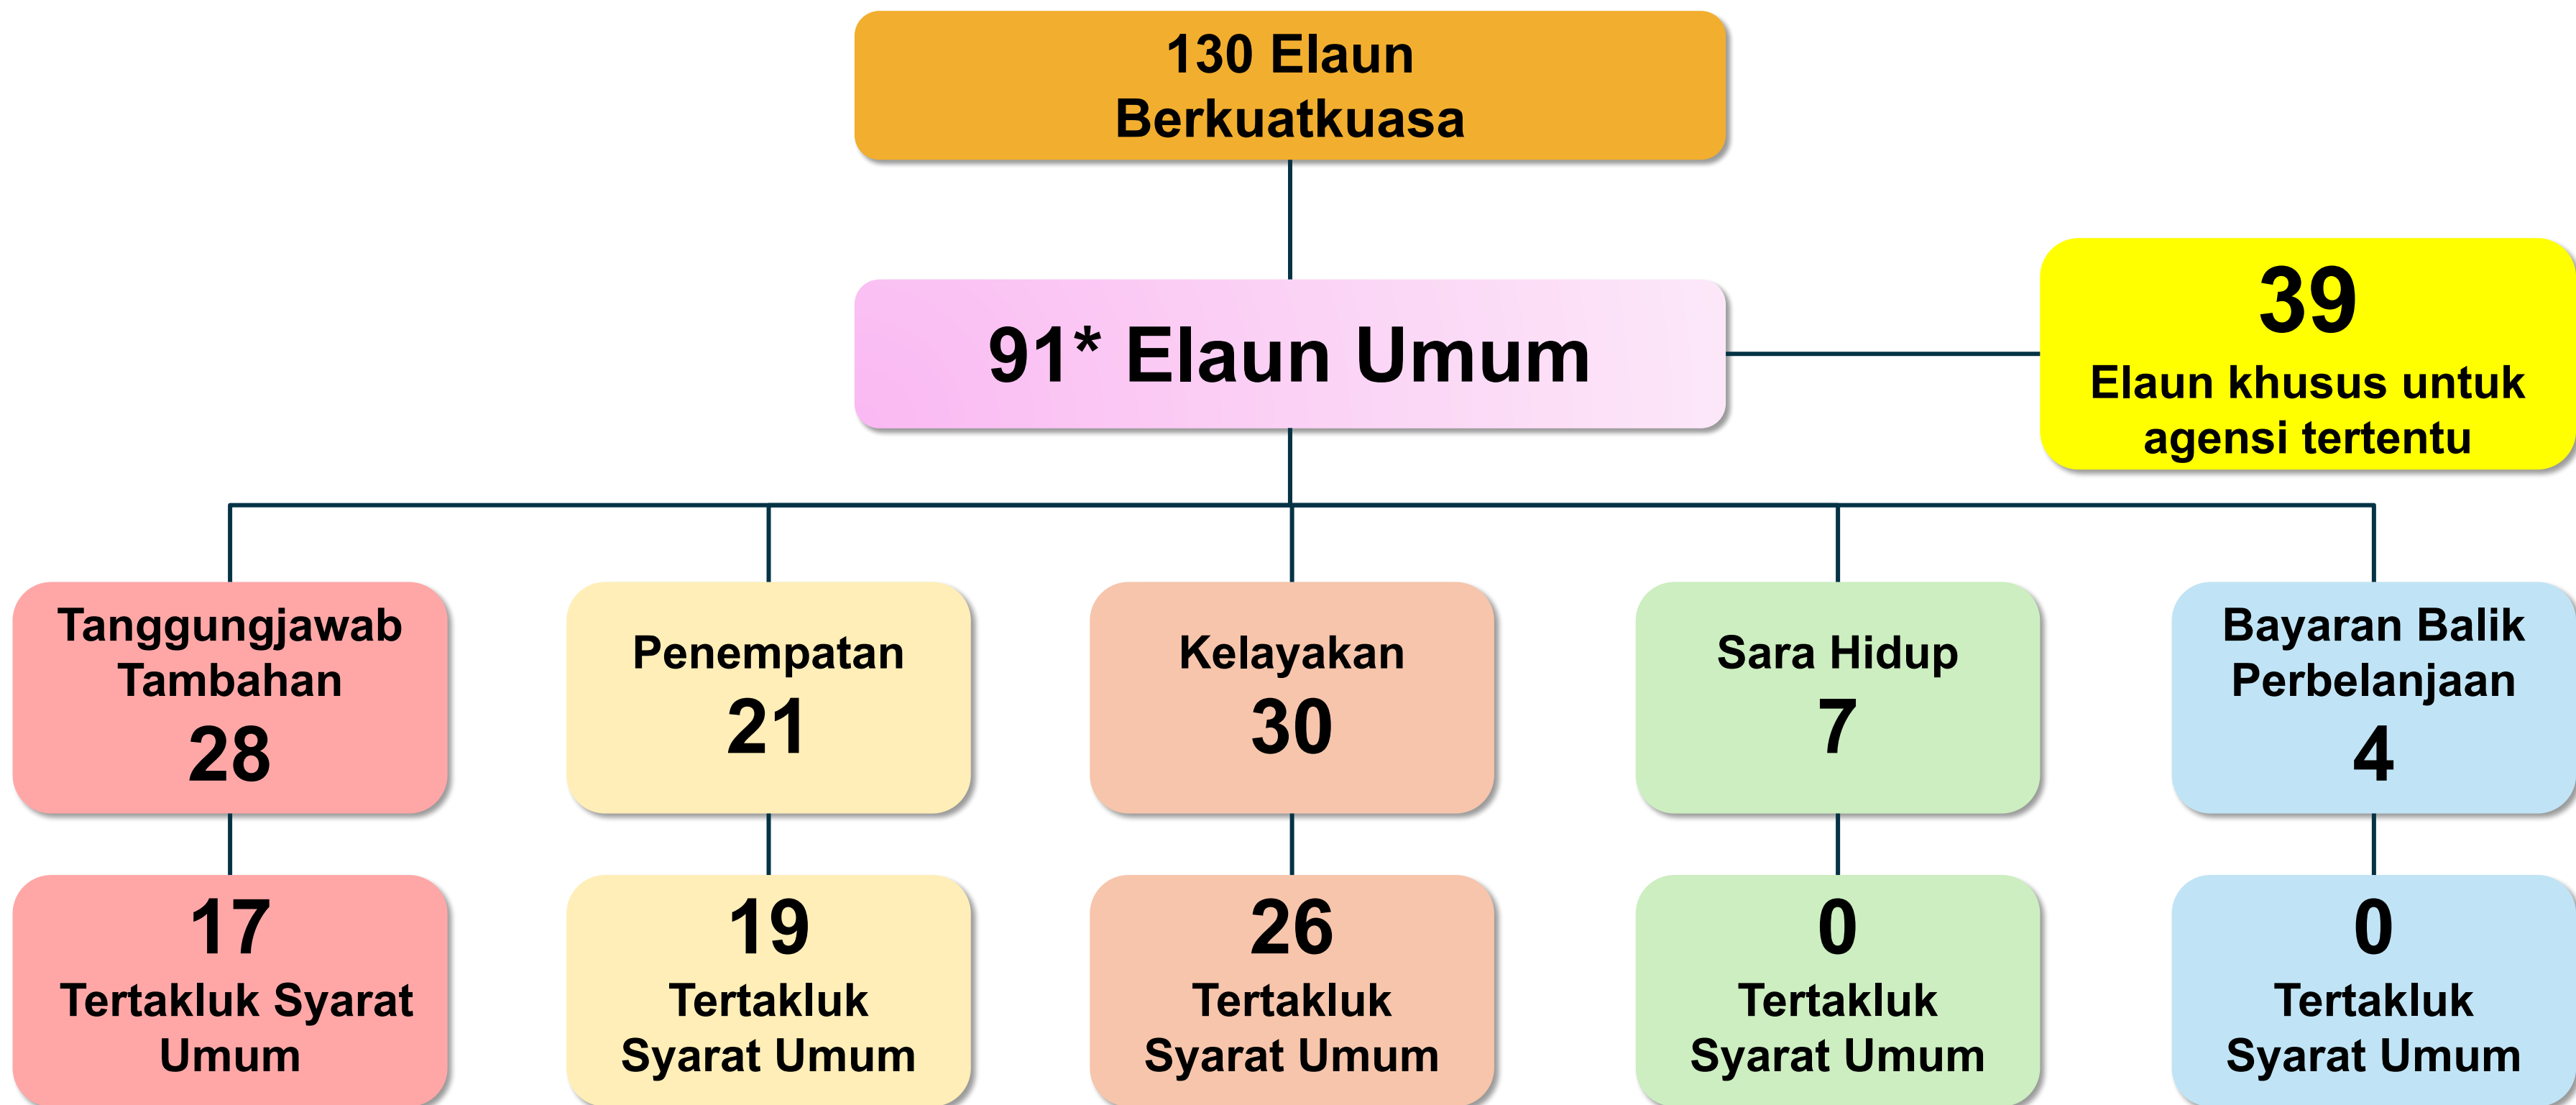 130 Elaun
Berkuatkuasa
91* Elaun Umum
39
Elaun khusus untuk
agensi tertentu
Tanggungjawab
Tambahan
28
Penempatan
21
Kelayakan
30
Sara Hidup
7
Bayaran Balik
Perbelanjaan
4
17
Tertakluk Syarat
Umum
19
Tertakluk
Syarat Umum
26
Tertakluk
Syarat Umum
0
Tertakluk
Syarat Umum
0
Tertakluk
Syarat Umum